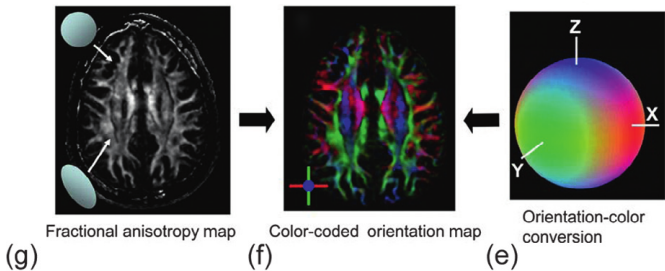 Z
X
Y
Fractional anisotropy map
Color-coded orientation map
Orientation-color
conversion
(g)
(f)
(e)